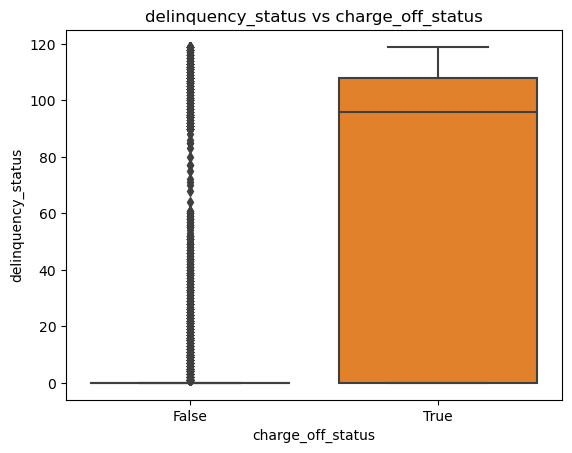 delinquency_status vs charge_off_status
delinquency_status
120
100
80
60
40
20
0
False
True
charge_off_status